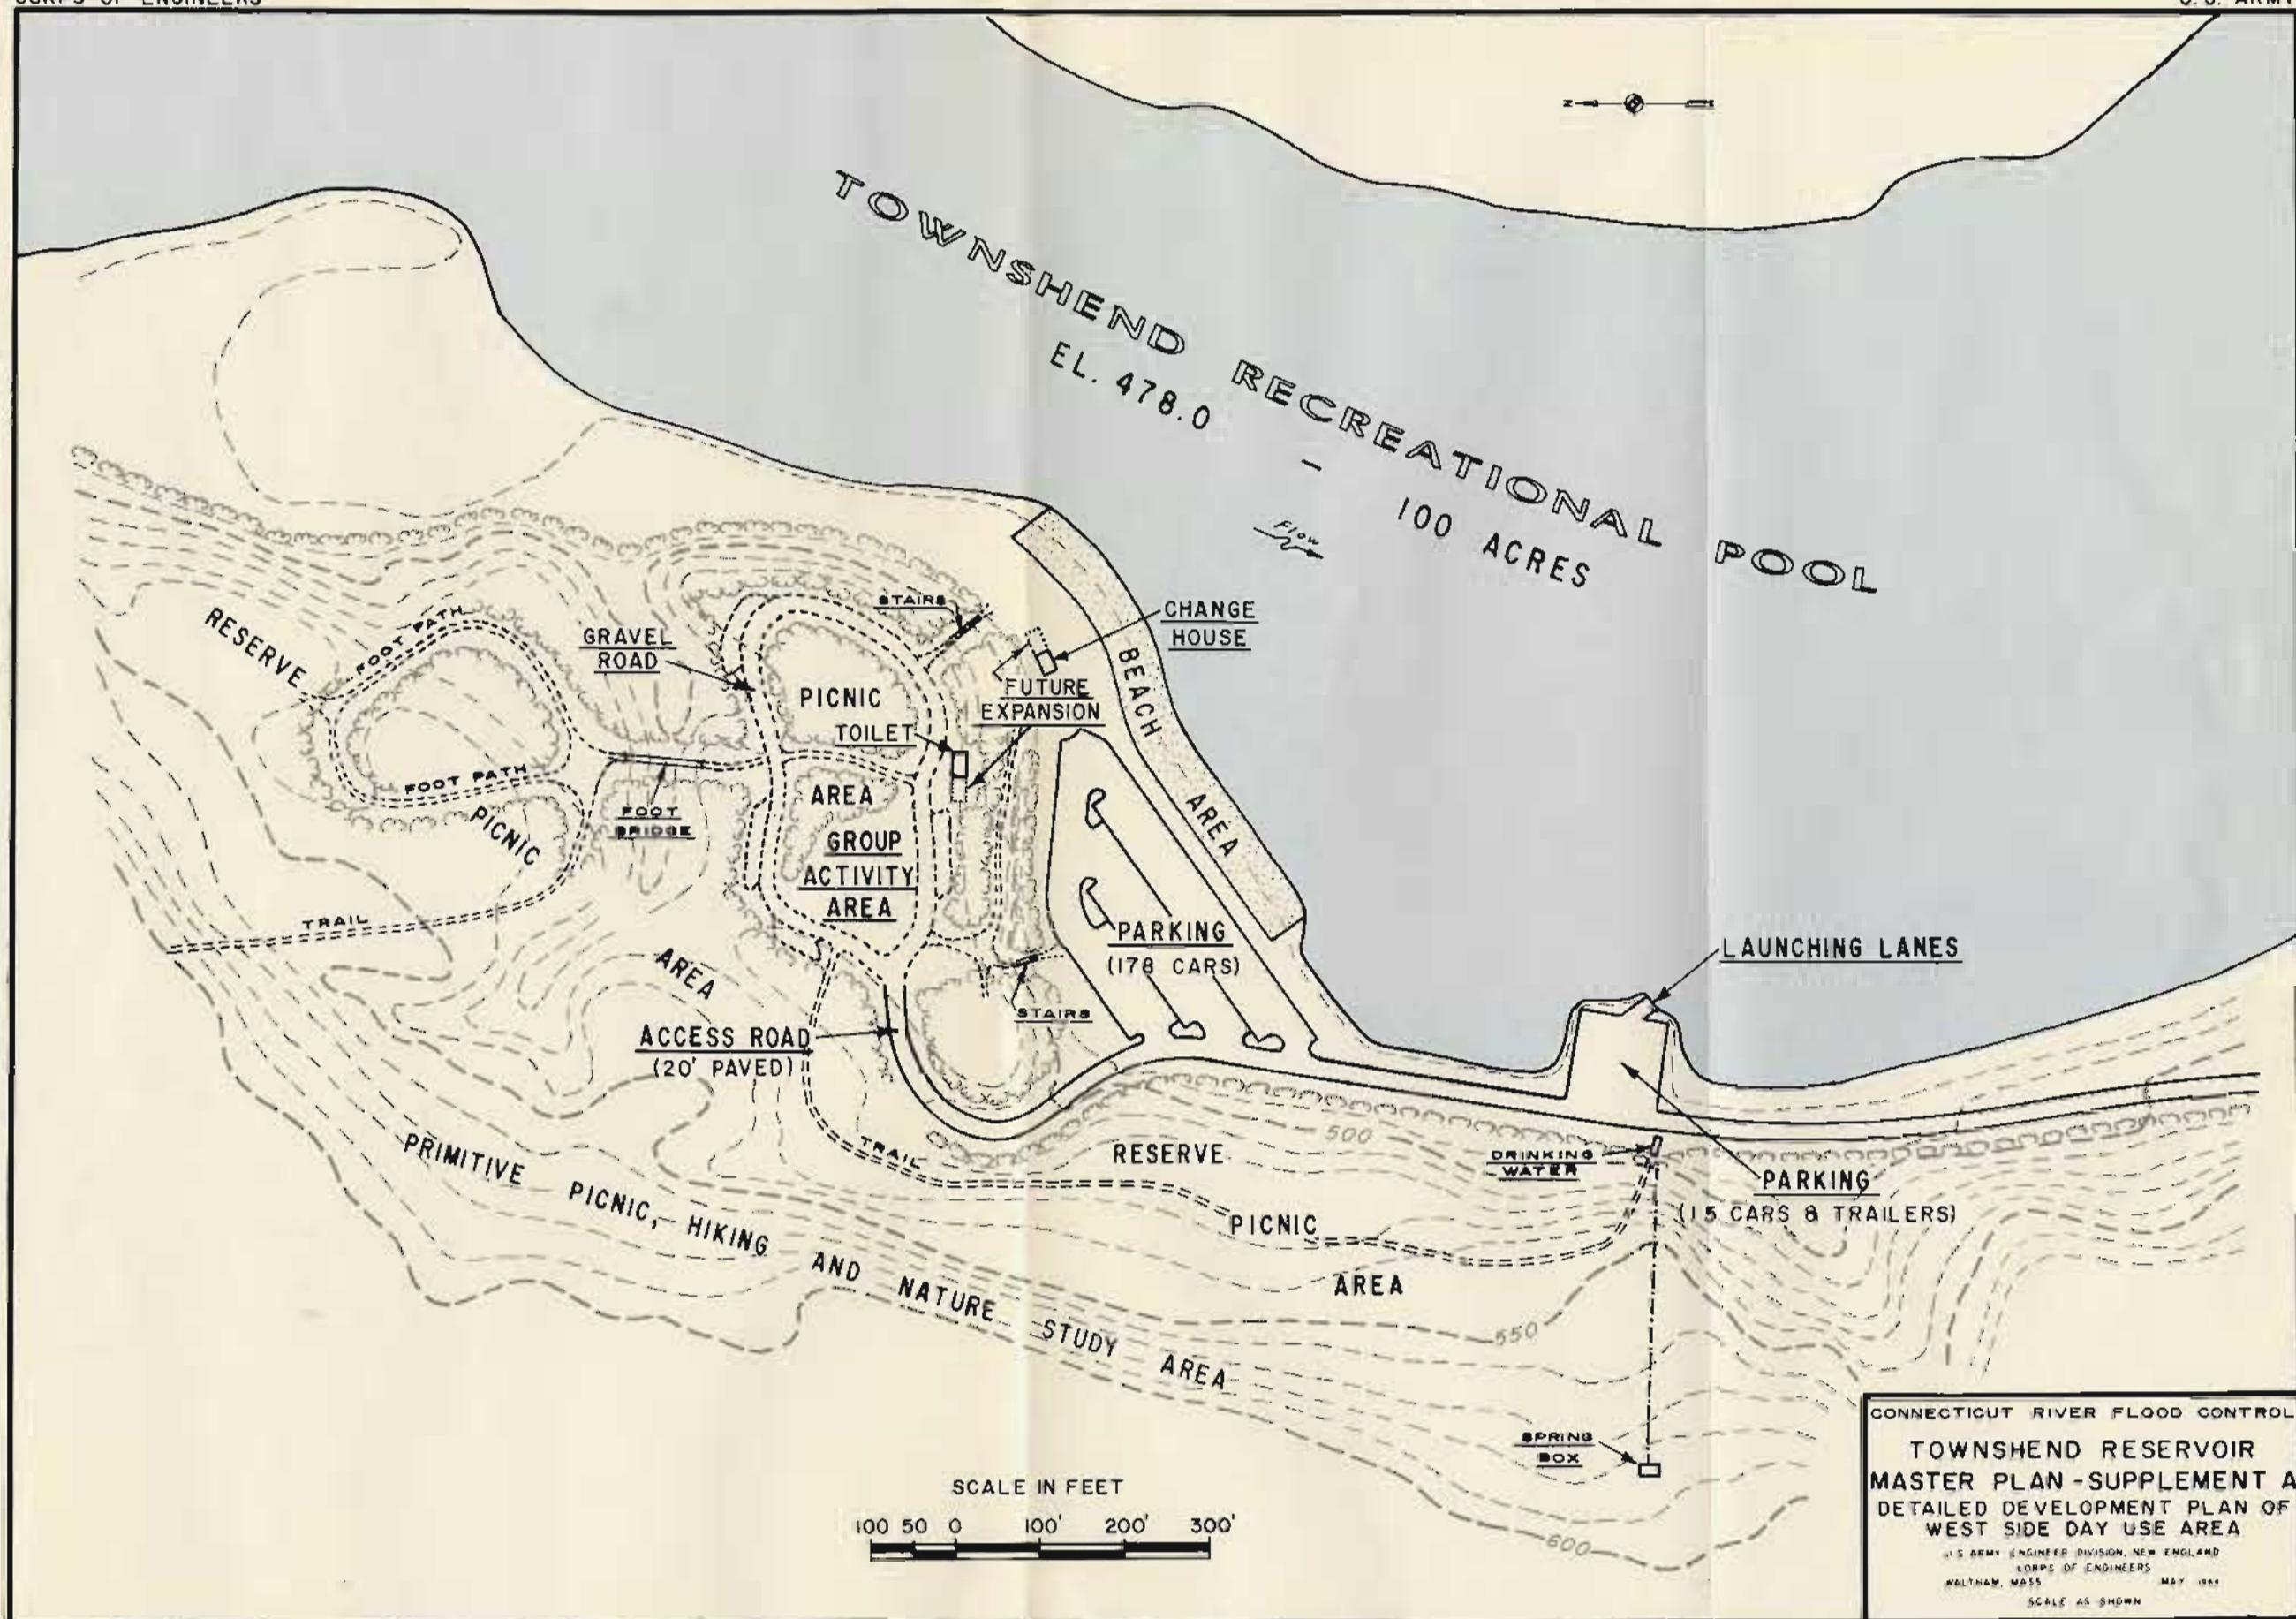 CORPS OF ENGINEERS
U. S. ARMY
N
TOWNSHEND RECREATIONAL POOL
EL. 478.0 - 100 ACRES
FLOW
STAIRS
CHANGE
HOUSE
GRAVEL
ROAD
RESERVE
FOOT PATH
PICNIC
FUTURE
EXPANSION
TOILET
BEACH AREA
FOOT PATH
PICNIC
FOOT
BRIDGE
AREA
GROUP
ACTIVITY
AREA
TRAIL
AREA
PARKING
(178 CARS)
STAIRS
LAUNCHING LANES
ACCESS ROAD
(20' PAVED)
TRAIL
RESERVE
500
DRINKING
WATER
PARKING
(15 CARS & TRAILERS)
PICNIC
AREA
PRIMITIVE PICNIC, HIKING AND NATURE STUDY AREA
550
SPRING
BOX
600
SCALE IN FEET
100 50 0 100' 200' 300'
CONNECTICUT RIVER FLOOD CONTROL
TOWNSHEND RESERVOIR
MASTER PLAN - SUPPLEMENT A
DETAILED DEVELOPMENT PLAN OF
WEST SIDE DAY USE AREA
U.S. ARMY ENGINEER DIVISION, NEW ENGLAND
CORPS OF ENGINEERS
WALTHAM, MASS MAY
SCALE AS SHOWN